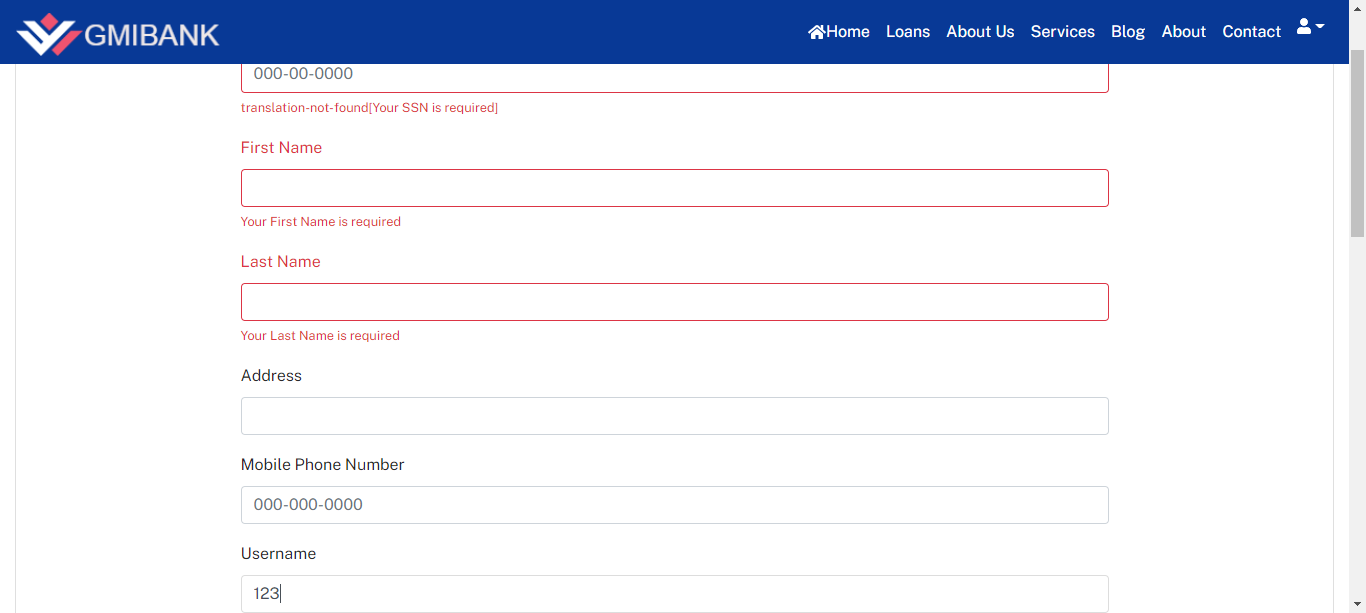 GMIBANK
Home Loans About Us Services Blog About Contact
000-00-0000
translation-not-found[Your SSN is required]
First Name
Your First Name is required
Last Name
Your Last Name is required
Address
Mobile Phone Number
000-000-0000
Username
123